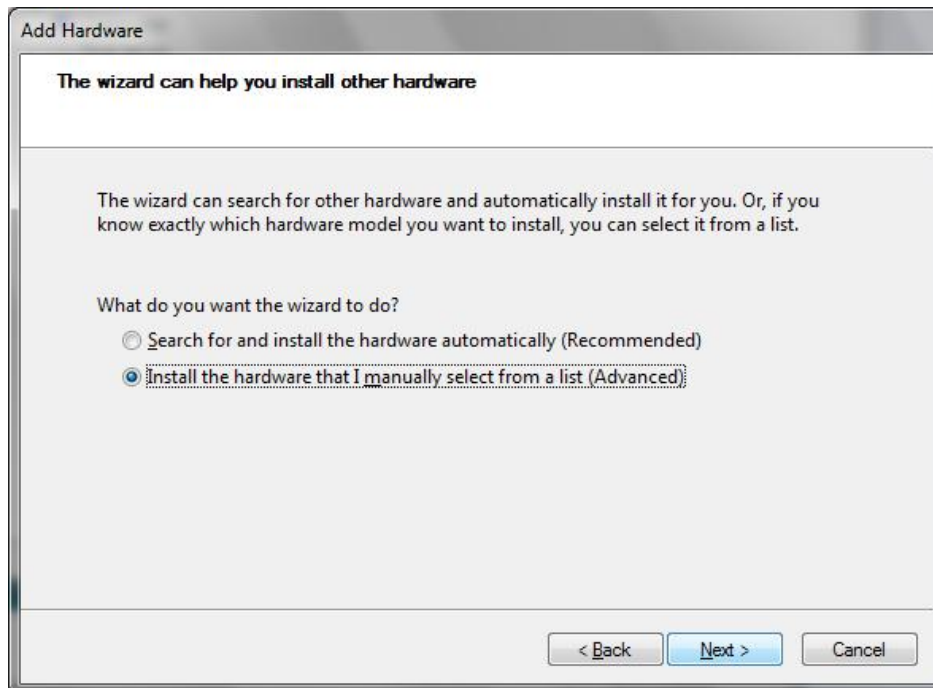 Add Hardware
The wizard can help you install other hardware
The wizard can search for other hardware and automatically install it for you. Or, if you
know exactly which hardware model you want to install, you can select it from a list.
What do you want the wizard to do?
Search for and install the hardware automatically (Recommended)
Install the hardware that I manually select from a list (Advanced)
< Back Next > Cancel